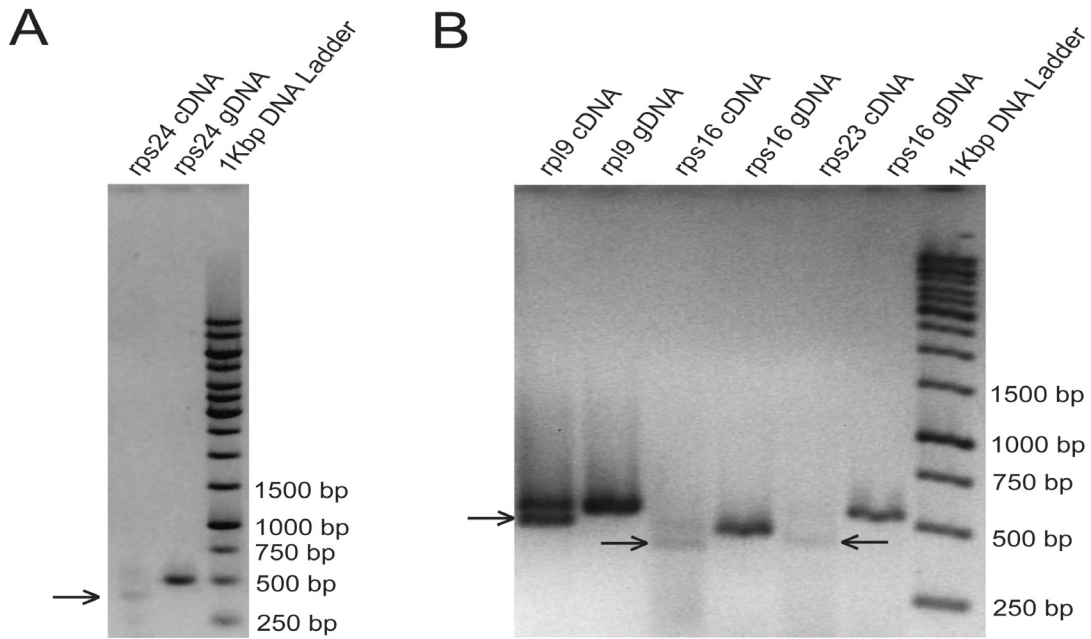 A
rps24 cDNA
rps24 gDNA
1Kbp DNA Ladder
1500 bp
1000 bp
750 bp
500 bp
250 bp
B
rpl9 cDNA
rpl9 gDNA
rps16 cDNA
rps16 gDNA
rps23 cDNA
rps16 gDNA
1Kbp DNA Ladder
1500 bp
1000 bp
750 bp
500 bp
250 bp